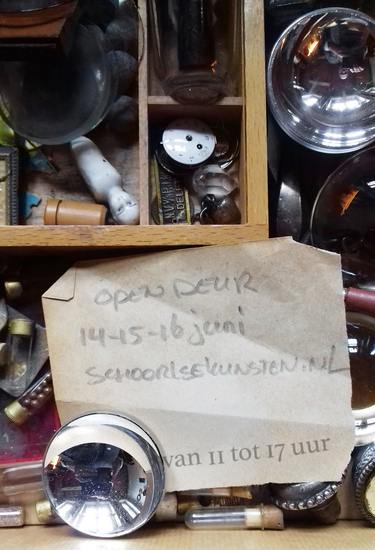 OPEN DEUR
14-15-16 juni
SCHOORLSEKUNSTEN.NL
van 11 tot 17 uur